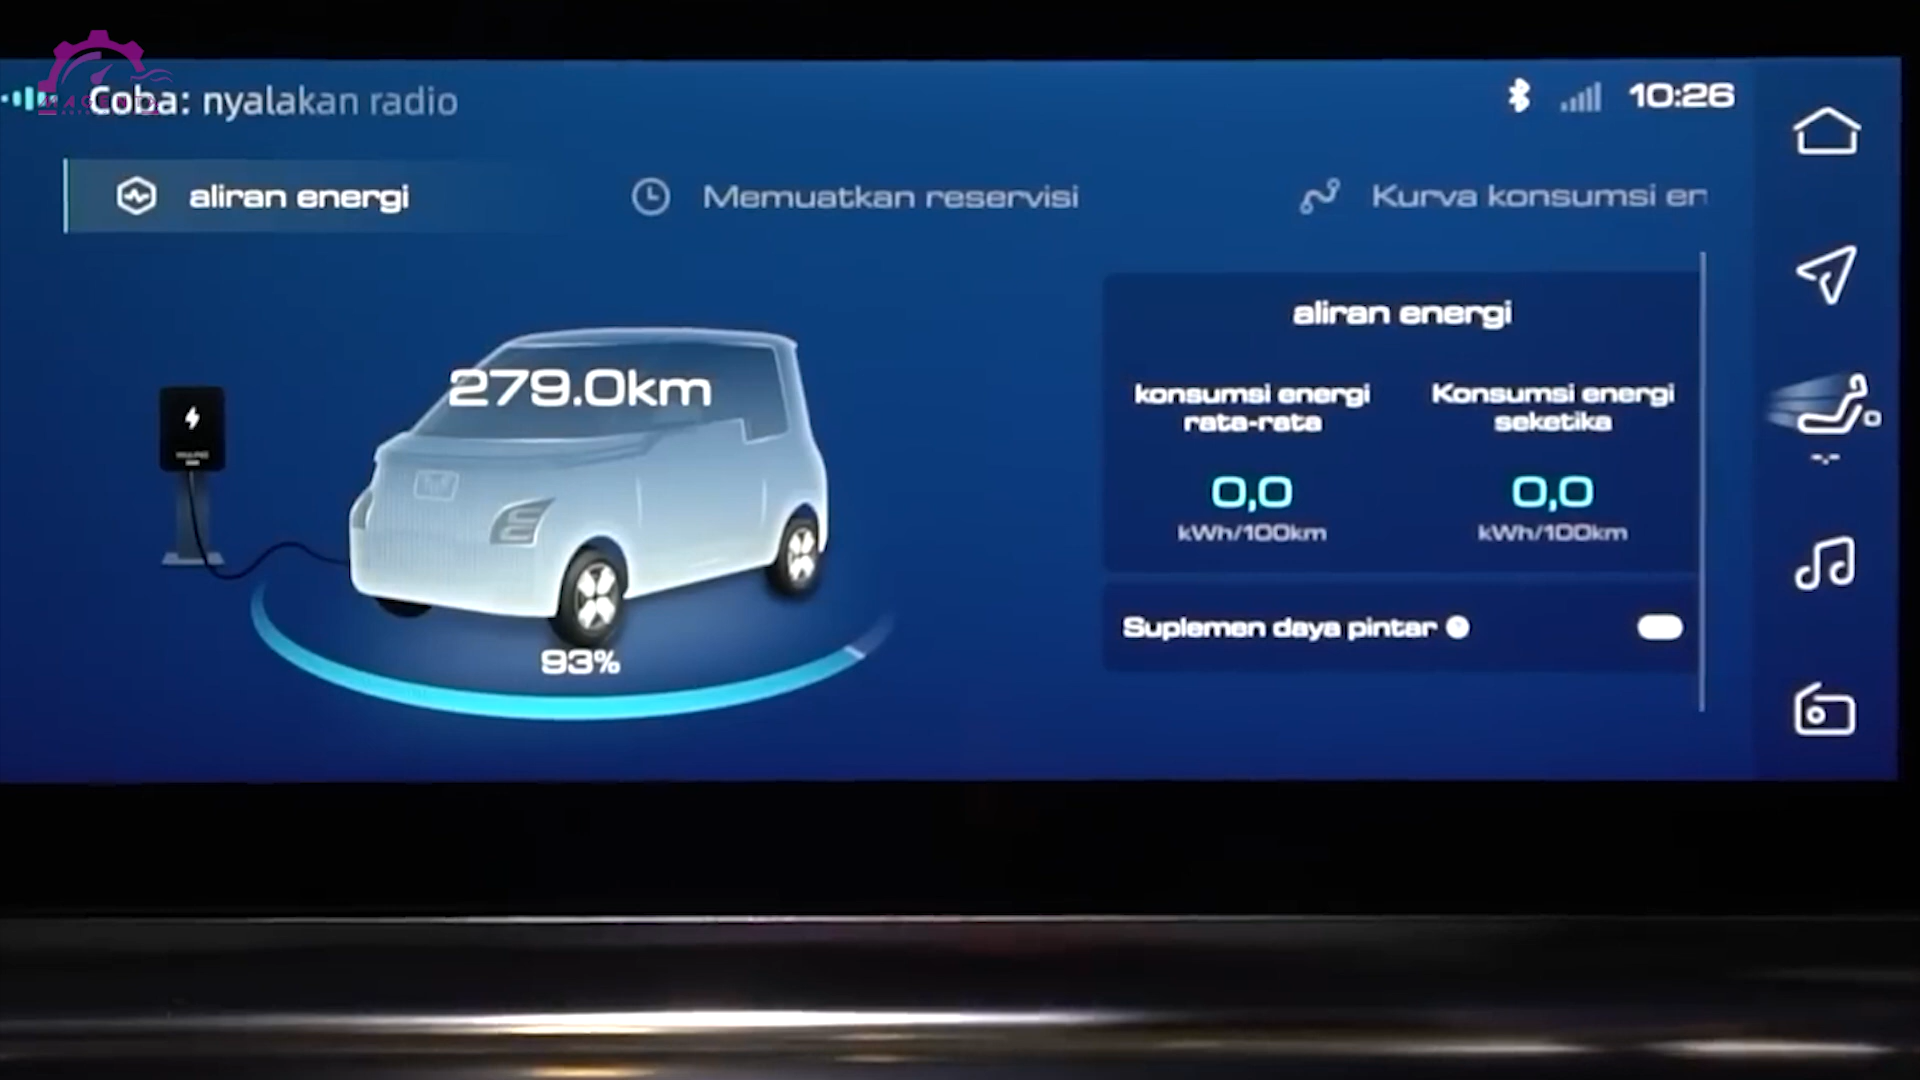 MAGENTA
Coba: nyalakan radio
10:26
aliran energi
Memuatkan reservisi
Kurva konsumsi en
279.0km
93%
aliran energi
konsumsi energi
rata-rata
0,0
kWh/100km
Konsumsi energi
seketika
0,0
kWh/100km
Suplemen daya pintar